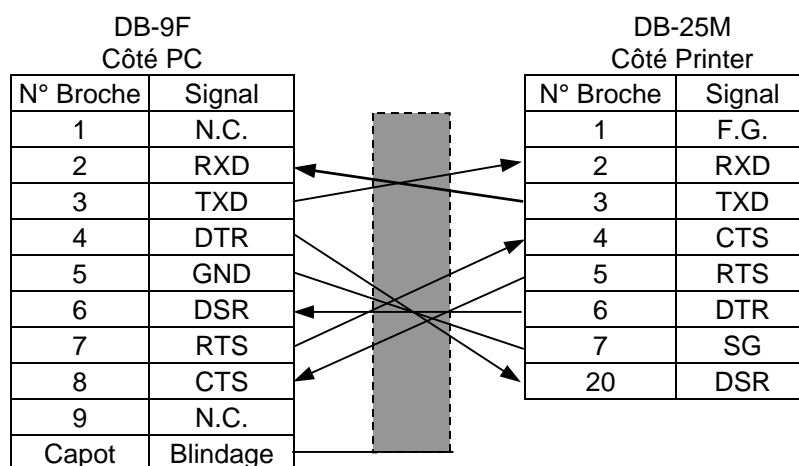 DB-9F
Côté PC
N° Broche Signal
1 N.C.
2 RXD
3 TXD
4 DTR
5 GND
6 DSR
7 RTS
8 CTS
9 N.C.
Capot Blindage
DB-25M
Côté Printer
N° Broche Signal
1 F.G.
2 RXD
3 TXD
4 CTS
5 RTS
6 DTR
7 SG
20 DSR